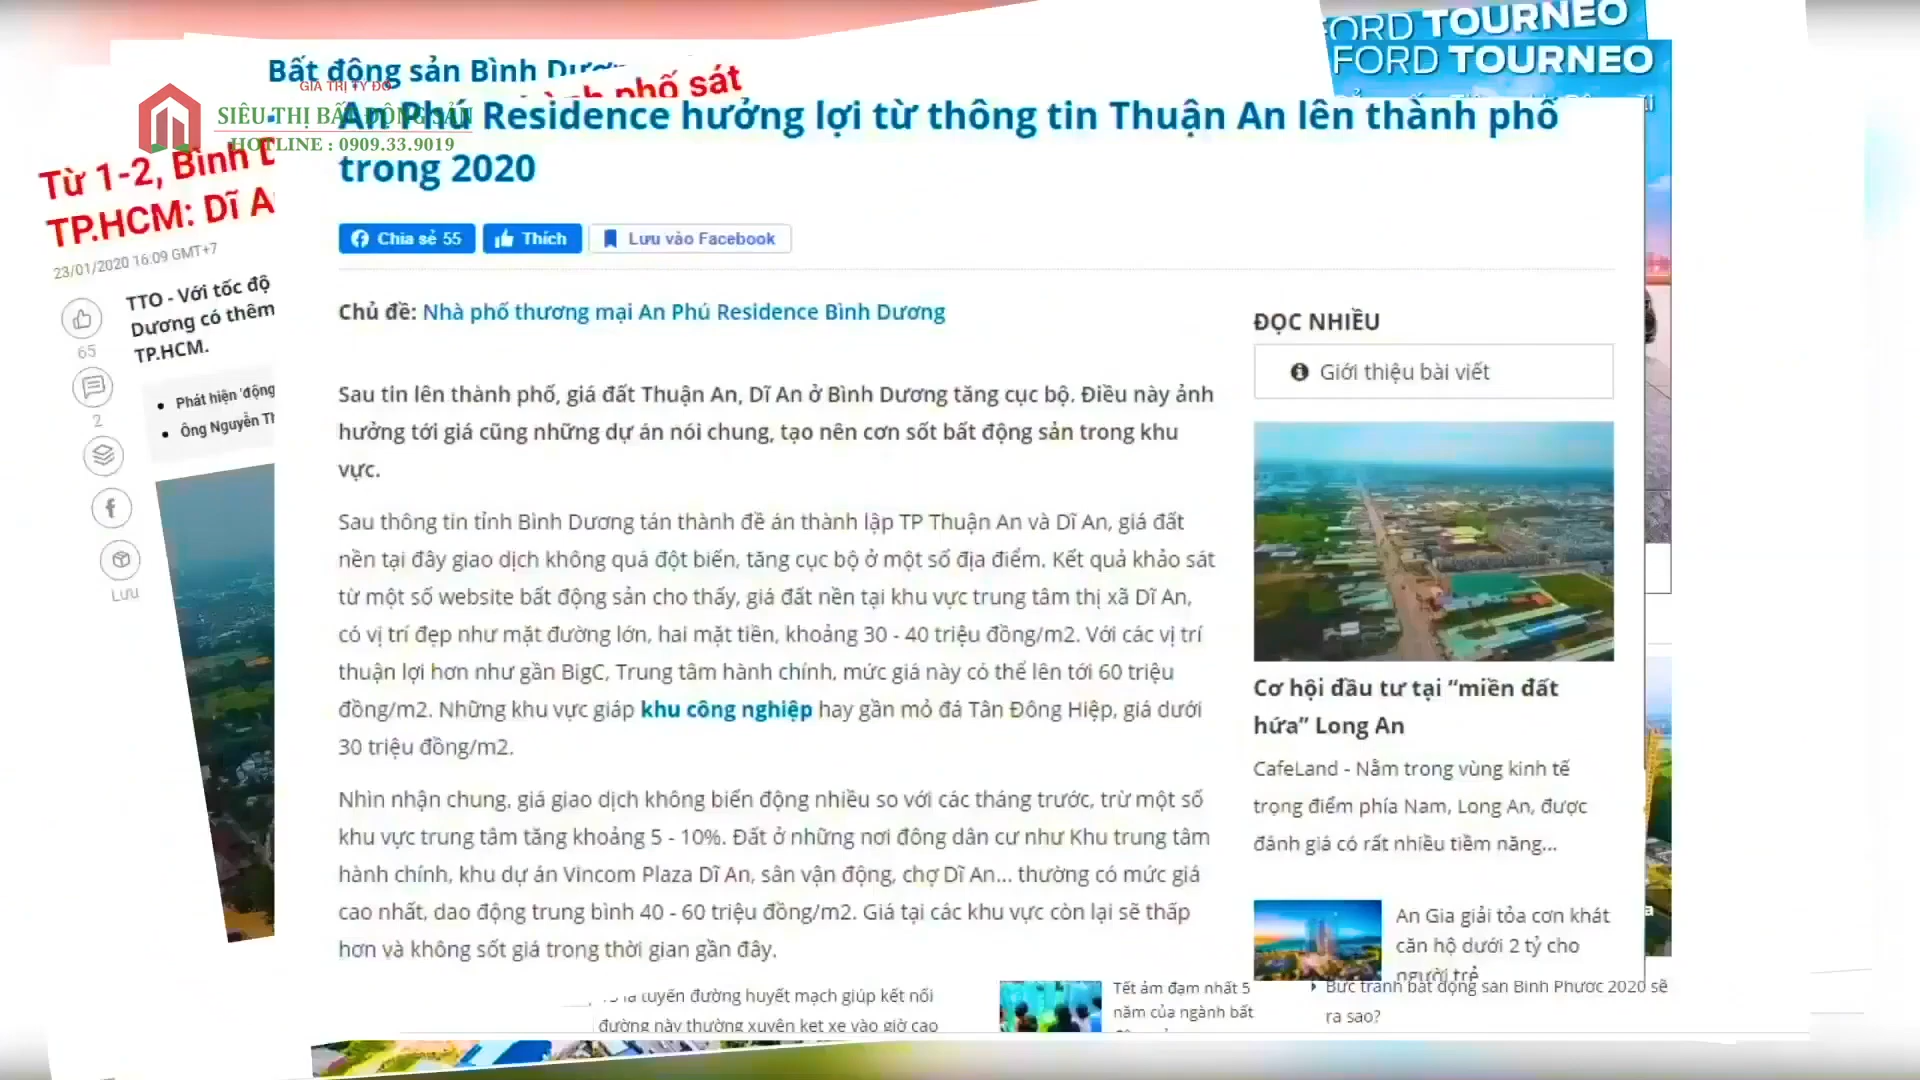 FORD TOURNEO
FORD TOURNEO
Bất động sản Bình Dương
thành phố sát
GIÁ TRỊ TỶ ĐÔ
SIÊU THỊ BẤT ĐỘNG SẢN
HOTLINE : 0909.33.9019
An Phú Residence hưởng lợi từ thông tin Thuận An lên thành phố
trong 2020
Từ 1-2, Bình D
TP.HCM: Dĩ A
23/01/2020 16:09 GMT+7
TTO - Với tốc độ
Dương có thêm
TP.HCM.
65
2
Phát hiện 'động
Ông Nguyễn Th
Lưu
Chia sẻ 55
Thích
Lưu vào Facebook
Chủ đề: Nhà phố thương mại An Phú Residence Bình Dương
Sau tin lên thành phố, giá đất Thuận An, Dĩ An ở Bình Dương tăng cục bộ. Điều này ảnh
hưởng tới giá cũng những dự án nói chung, tạo nên cơn sốt bất động sản trong khu
vực.
Sau thông tin tỉnh Bình Dương tán thành đề án thành lập TP Thuận An và Dĩ An, giá đất
nền tại đây giao dịch không quá đột biến, tăng cục bộ ở một số địa điểm. Kết quả khảo sát
từ một số website bất động sản cho thấy, giá đất nền tại khu vực trung tâm thị xã Dĩ An,
có vị trí đẹp như mặt đường lớn, hai mặt tiền, khoảng 30 - 40 triệu đồng/m2. Với các vị trí
thuận lợi hơn như gần BigC, Trung tâm hành chính, mức giá này có thể lên tới 60 triệu
đồng/m2. Những khu vực giáp khu công nghiệp hay gần mỏ đá Tân Đông Hiệp, giá dưới
30 triệu đồng/m2.
Nhìn nhận chung, giá giao dịch không biến động nhiều so với các tháng trước, trừ một số
khu vực trung tâm tăng khoảng 5 - 10%. Đất ở những nơi đông dân cư như Khu trung tâm
hành chính, khu dự án Vincom Plaza Dĩ An, sân vận động, chợ Dĩ An... thường có mức giá
cao nhất, dao động trung bình 40 - 60 triệu đồng/m2. Giá tại các khu vực còn lại sẽ thấp
hơn và không sốt giá trong thời gian gần đây.
ĐỌC NHIỀU
Giới thiệu bài viết
Cơ hội đầu tư tại “miền đất
hứa” Long An
CafeLand - Nằm trong vùng kinh tế
trọng điểm phía Nam, Long An, được
đánh giá có rất nhiều tiềm năng...
An Gia giải tỏa cơn khát
căn hộ dưới 2 tỷ cho
người trẻ
là tuyến đường huyết mạch giúp kết nối
đường này thường xuyên kẹt xe vào giờ cao
Tết ảm đạm nhất 5
năm của ngành bất
Bức tranh bất động sản Bình Phước 2020 sẽ
ra sao?